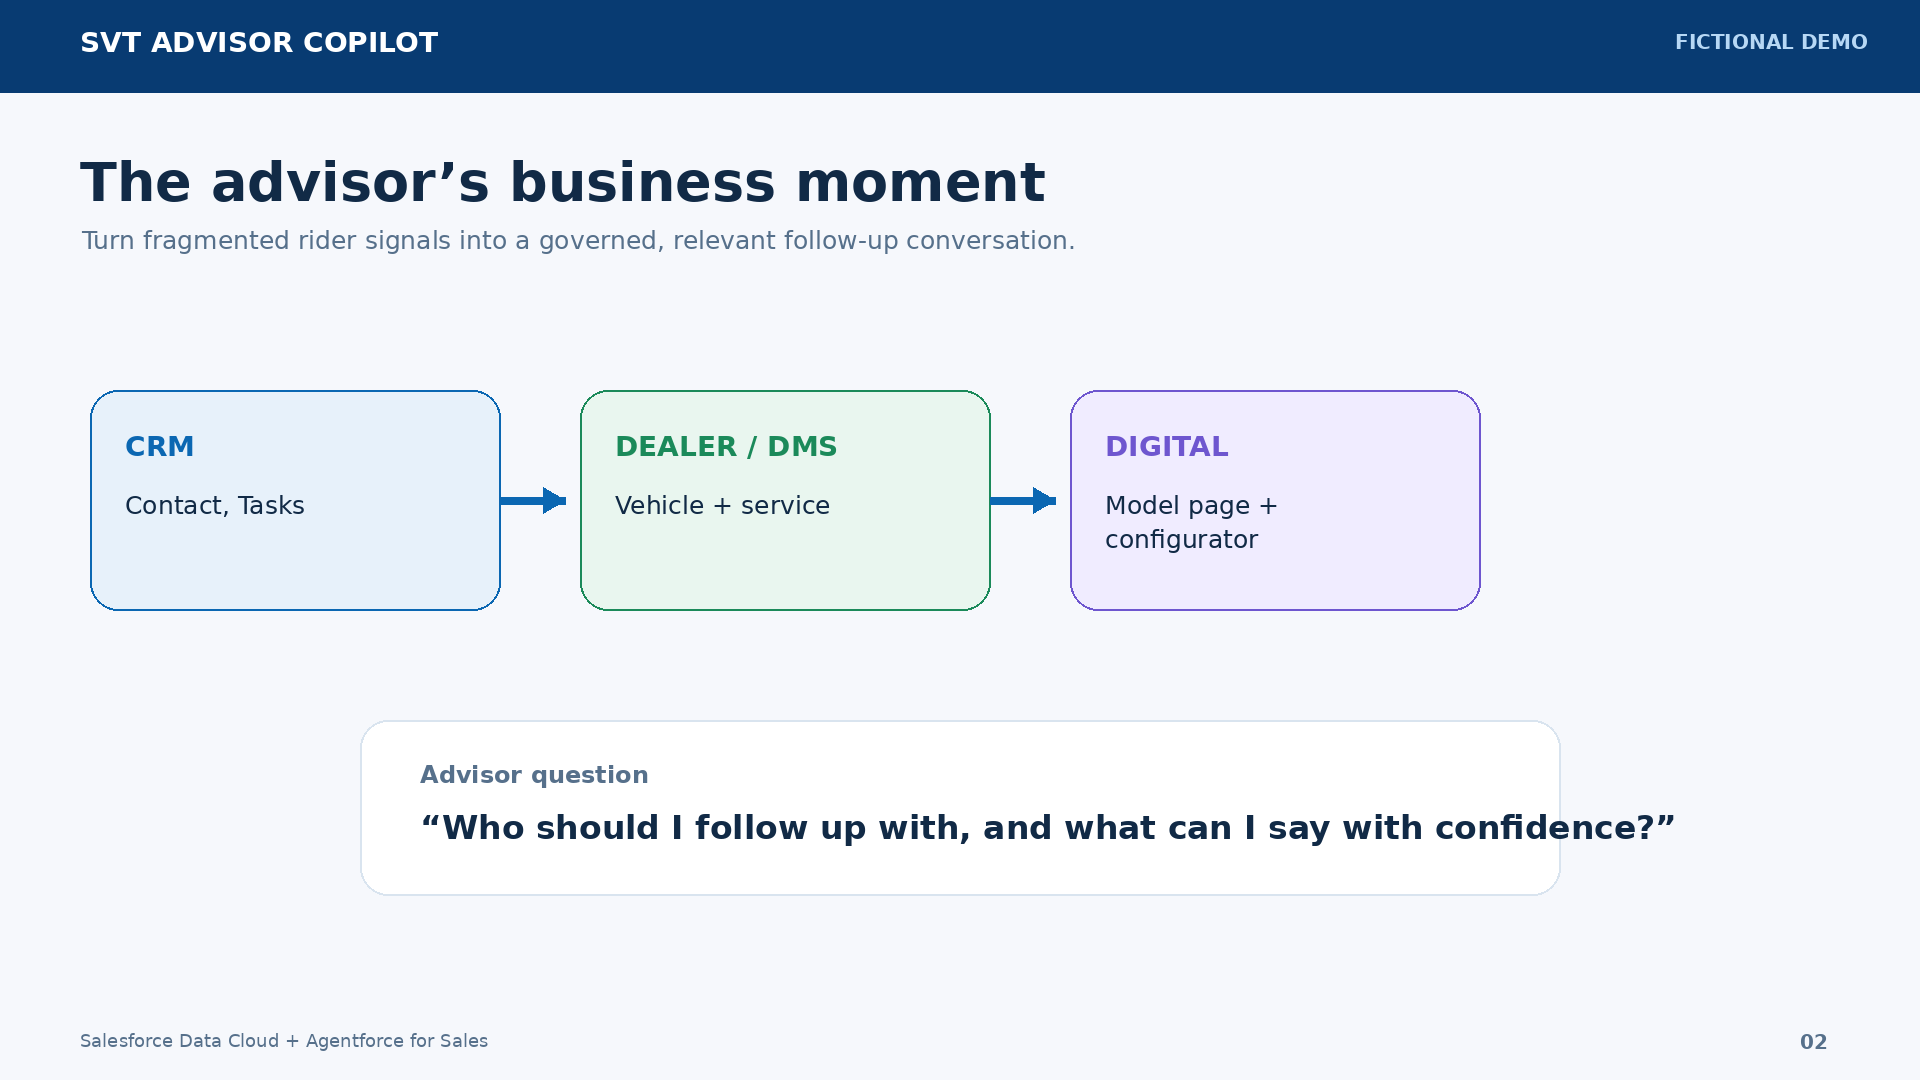 SVT ADVISOR COPILOT
FICTIONAL DEMO
The advisor’s business moment
Turn fragmented rider signals into a governed, relevant follow-up conversation.
CRM
Contact, Tasks
DEALER / DMS
Vehicle + service
DIGITAL
Model page +
configurator
Advisor question
“Who should I follow up with, and what can I say with confidence?”
Salesforce Data Cloud + Agentforce for Sales
02